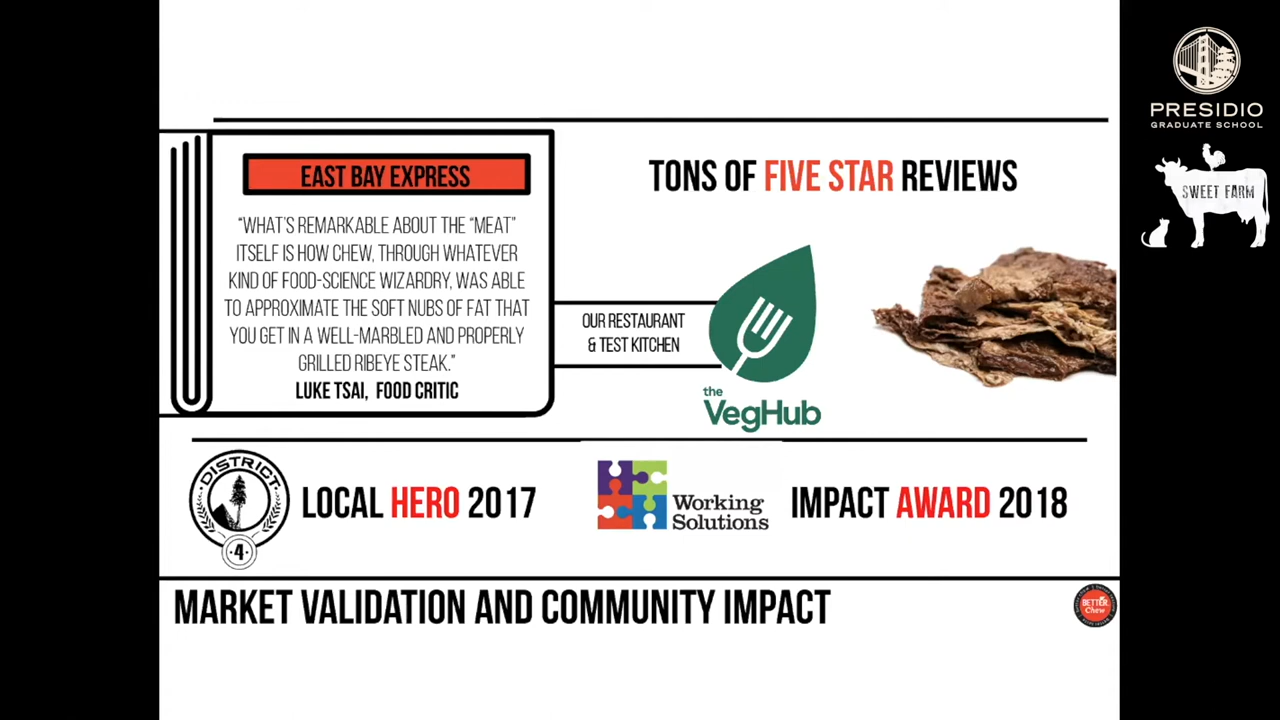 EAST BAY EXPRESS
“WHAT’S REMARKABLE ABOUT THE “MEAT”
ITSELF IS HOW CHEW, THROUGH WHATEVER
KIND OF FOOD-SCIENCE WIZARDRY, WAS ABLE
TO APPROXIMATE THE SOFT NUBS OF FAT THAT
YOU GET IN A WELL-MARBLED AND PROPERLY
GRILLED RIBEYE STEAK.”
LUKE TSAI, FOOD CRITIC
TONS OF FIVE STAR REVIEWS
OUR RESTAURANT
& TEST KITCHEN
the
VegHub
DISTRICT
4
LOCAL HERO 2017
Working
Solutions
IMPACT AWARD 2018
MARKET VALIDATION AND COMMUNITY IMPACT
BETTER
Chew
PRESIDIO
GRADUATE SCHOOL
SWEET FARM